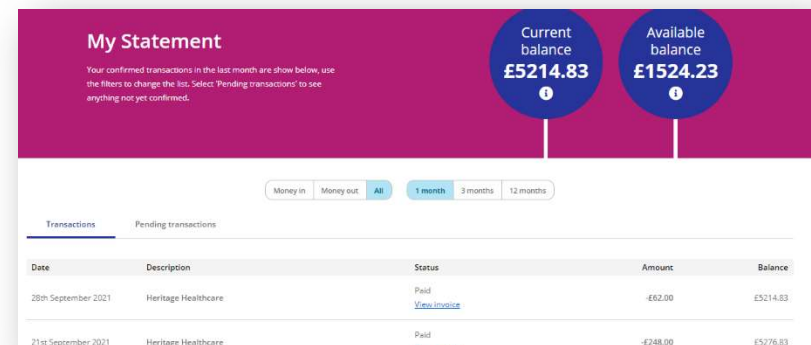 My Statement
Your confirmed transactions in the last month are show below, use
the filters to change the list. Select 'Pending transactions' to see
anything not yet confirmed.
Current
balance
£5214.83
Available
balance
£1524.23
Money in Money out All 1 month 3 months 12 months
Transactions Pending transactions
Date Description Status Amount Balance
28th September 2021 Heritage Healthcare Paid -£62.00 £5214.83
View invoice
21st September 2021 Heritage Healthcare Paid -£248.00 £5276.83